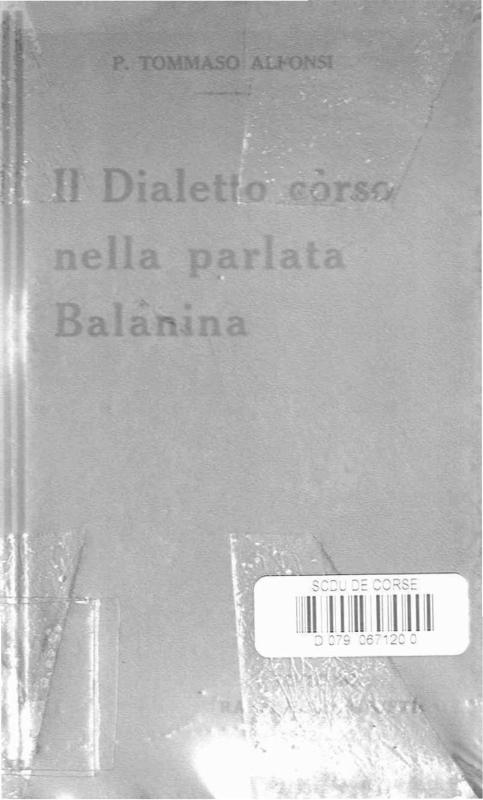 P. TOMMASO ALFONSI
Il Dialetto còrso
nella parlata
Balanina
SCDU DE CORSE
D 079 067120 0